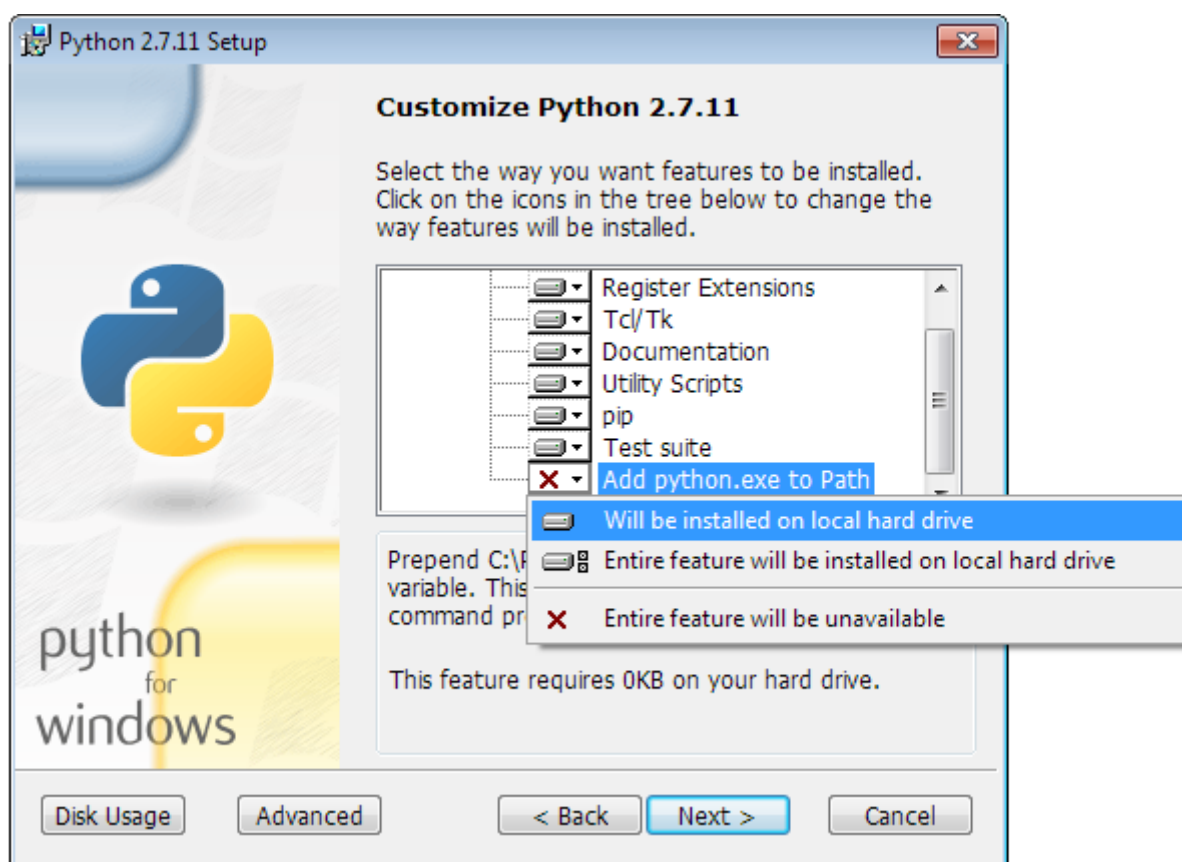 Python 2.7.11 Setup
Customize Python 2.7.11
Select the way you want features to be installed.
Click on the icons in the tree below to change the
way features will be installed.
Register Extensions
Tcl/Tk
Documentation
Utility Scripts
pip
Test suite
Add python.exe to Path
Will be installed on local hard drive
Entire feature will be installed on local hard drive
Entire feature will be unavailable
Prepend
variable. This
command
This feature requires 0KB on your hard drive.
python
for
windows
Disk Usage
Advanced
< Back
Next >
Cancel